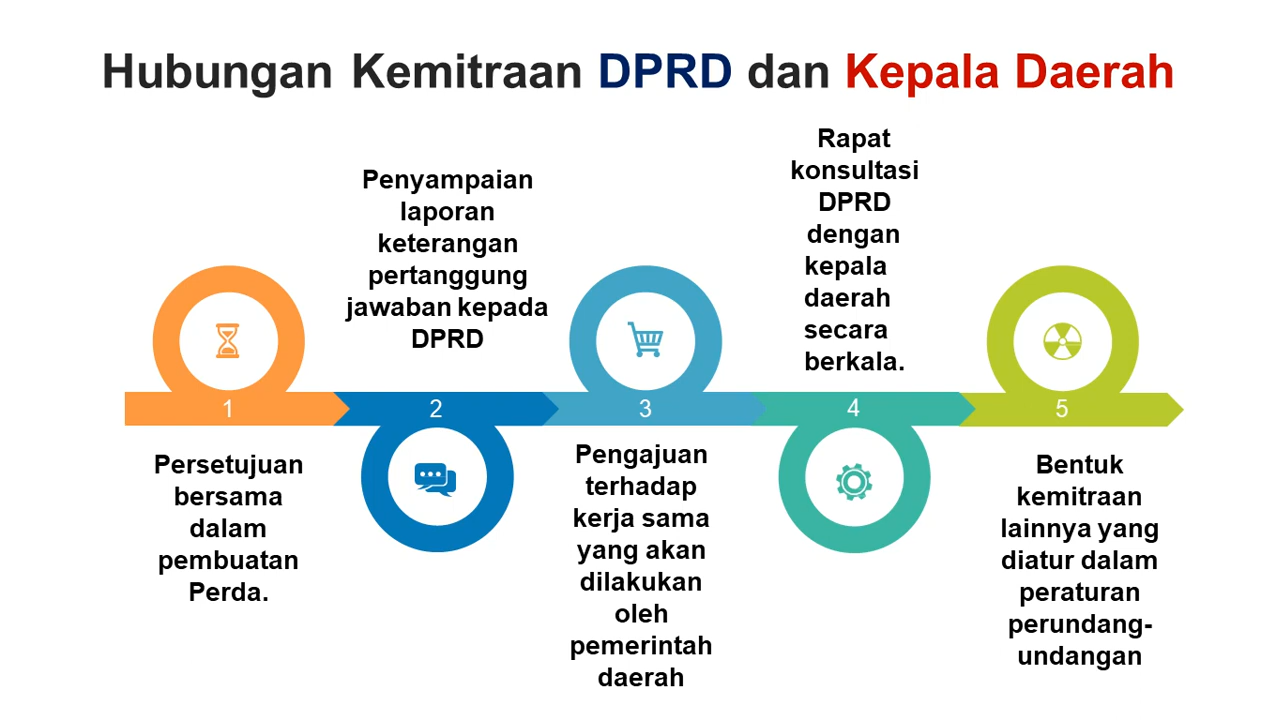 Hubungan Kemitraan DPRD dan Kepala Daerah
1
Persetujuan
bersama
dalam
pembuatan
Perda.
Penyampaian
laporan
keterangan
pertanggung
jawaban kepada
DPRD
2
3
Pengajuan
terhadap
kerja sama
yang akan
dilakukan
oleh
pemerintah
daerah
Rapat
konsultasi
DPRD
dengan
kepala
daerah
secara
berkala.
4
5
Bentuk
kemitraan
lainnya yang
diatur dalam
peraturan
perundang-
undangan